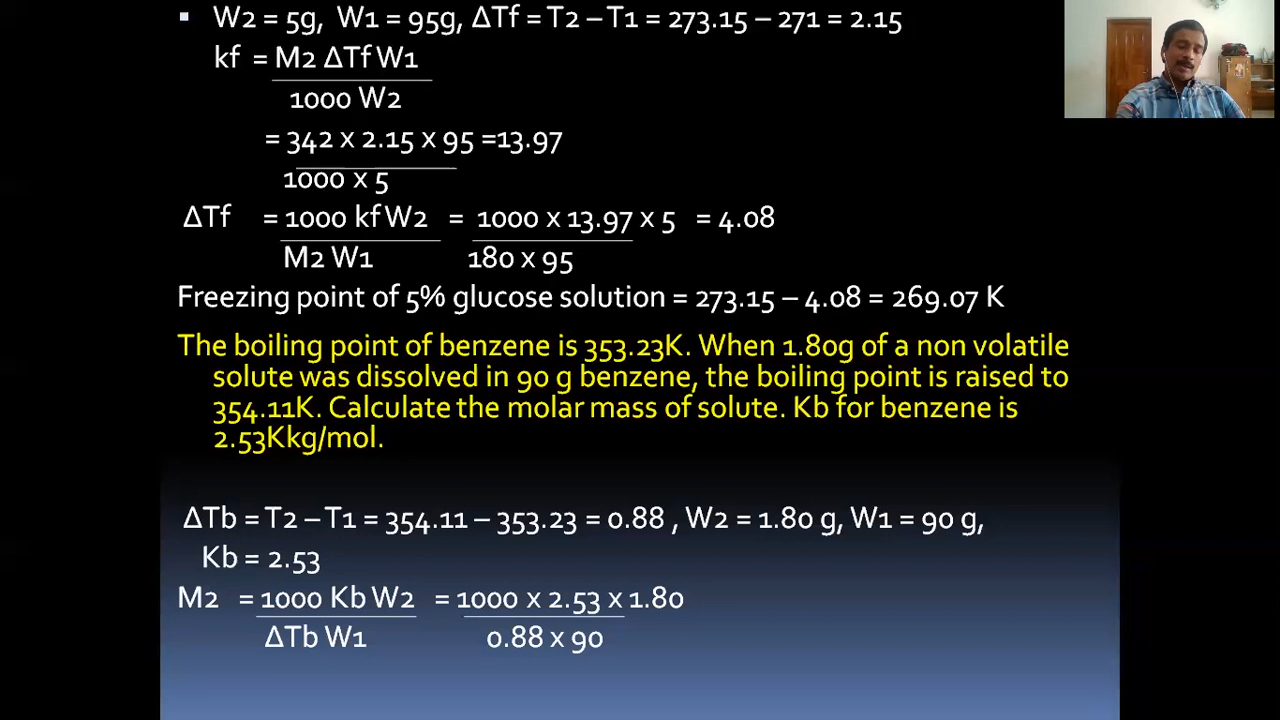 ▪ W2 = 5g, W1 = 95g, ΔTf = T2 – T1 = 273.15 – 271 = 2.15
kf = M2 ΔTf W1
1000 W2
= 342 x 2.15 x 95 =13.97
1000 x 5
ΔTf = 1000 kf W2 = 1000 x 13.97 x 5 = 4.08
M2 W1 180 x 95
Freezing point of 5% glucose solution = 273.15 – 4.08 = 269.07 K
The boiling point of benzene is 353.23K. When 1.80g of a non volatile
solute was dissolved in 90 g benzene, the boiling point is raised to
354.11K. Calculate the molar mass of solute. Kb for benzene is
2.53Kkg/mol.
ΔTb = T2 – T1 = 354.11 – 353.23 = 0.88 , W2 = 1.80 g, W1 = 90 g,
Kb = 2.53
M2 = 1000 Kb W2 = 1000 x 2.53 x 1.80
ΔTb W1 0.88 x 90